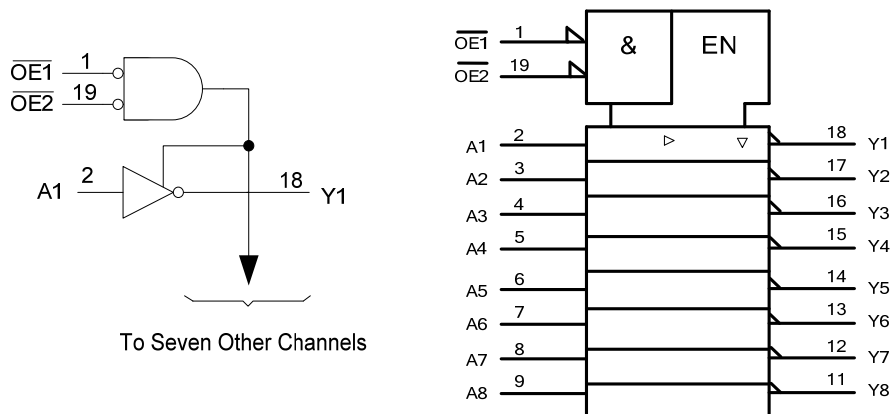 OE1 1
OE2 19
A1 2 18 Y1
To Seven Other Channels
OE1 1 & EN
OE2 19
A1 2 18 Y1
A2 3 17 Y2
A3 4 16 Y3
A4 5 15 Y4
A5 6 14 Y5
A6 7 13 Y6
A7 8 12 Y7
A8 9 11 Y8